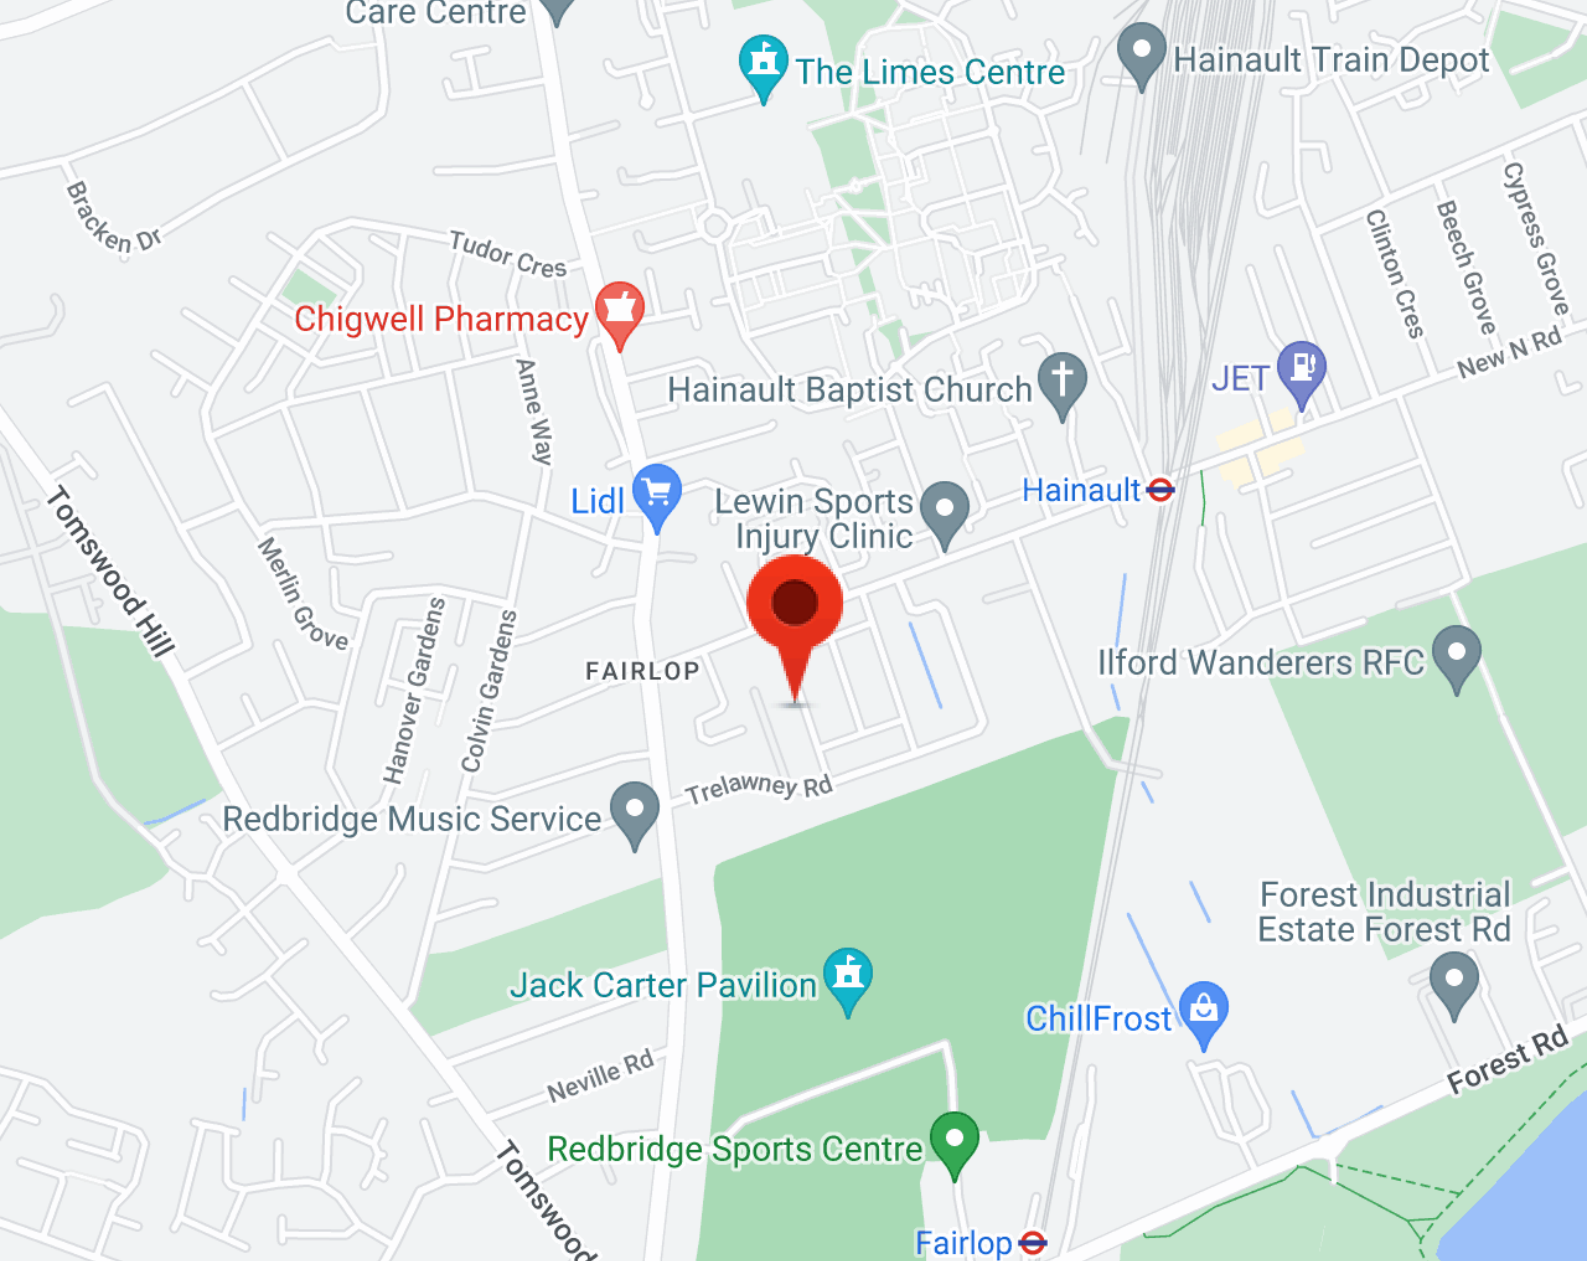 Care Centre
The Limes Centre
Hainault Train Depot
Bracken Dr
Tudor Cres
Cypress Grove
Beech Grove
Clinton Cres
Chigwell Pharmacy
New N Rd
Anne Way
Hainault Baptist Church
JET
Lidl
Lewin Sports
Injury Clinic
Hainault
Tomswood Hill
Merlin Grove
Hanover Gardens
Colvin Gardens
FAIRLOP
Ilford Wanderers RFC
Trelawney Rd
Redbridge Music Service
Forest Industrial
Estate Forest Rd
Jack Carter Pavilion
ChillFrost
Neville Rd
Forest Rd
Redbridge Sports Centre
Tomswood
Fairlop